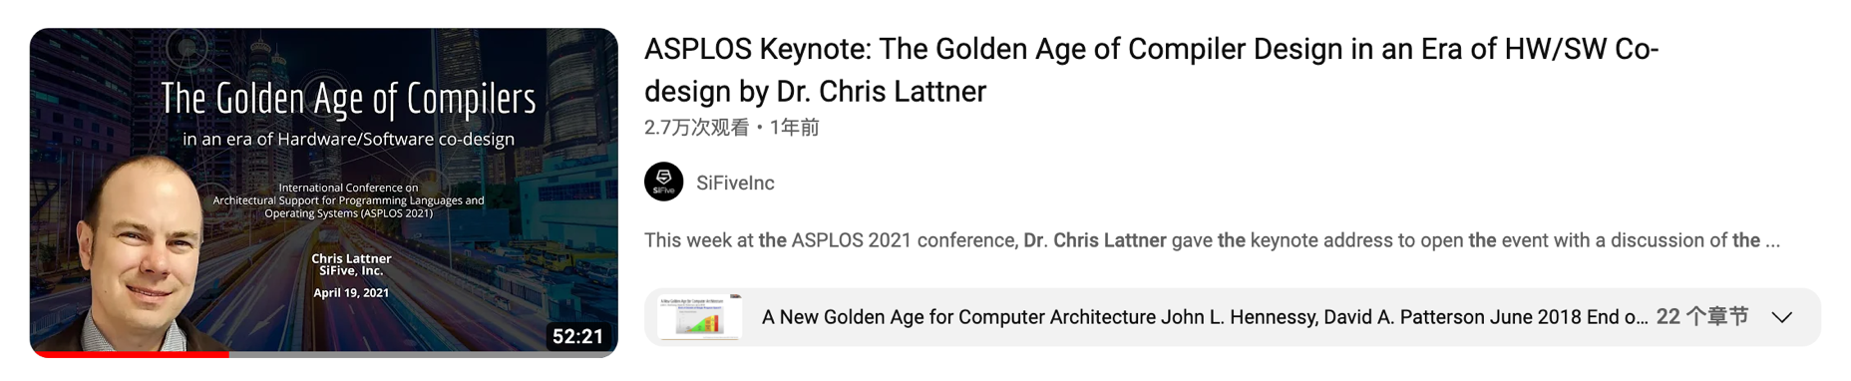 The Golden Age of Compilers
in an era of Hardware/Software co-design
International Conference on
Architectural Support for Programming Languages and
Operating Systems (ASPLOS 2021)
Chris Lattner
SiFive, Inc.
April 19, 2021
52:21
ASPLOS Keynote: The Golden Age of Compiler Design in an Era of HW/SW Co-
design by Dr. Chris Lattner
2.7万次观看・1年前
SiFive
SiFiveInc
This week at the ASPLOS 2021 conference, Dr. Chris Lattner gave the keynote address to open the event with a discussion of the ...
A New Golden Age for Computer Architecture John L. Hennessy, David A. Patterson June 2018 End o... 22 个章节